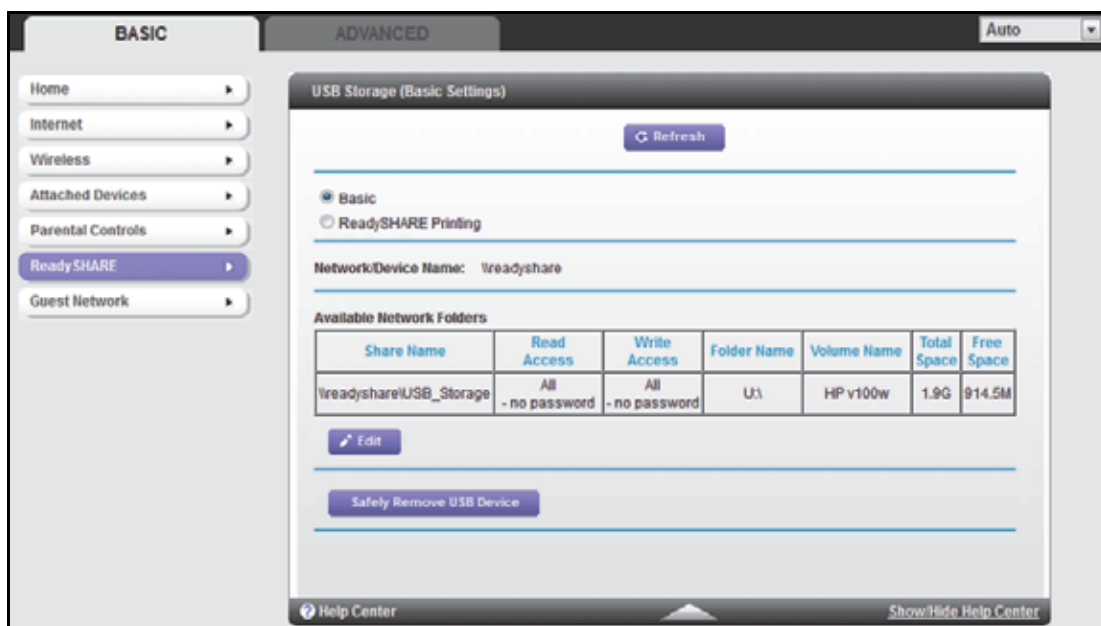 BASIC
ADVANCED
Auto
Home
Internet
Wireless
Attached Devices
Parental Controls
ReadySHARE
Guest Network
USB Storage (Basic Settings)
Refresh
Basic
ReadySHARE Printing
Network/Device Name: \\readyshare
Available Network Folders
Share Name Read Access Write Access Folder Name Volume Name Total Space Free Space
\\readyshare\USB_Storage All - no password All - no password U:\ HP v100w 1.9G 914.5M
Edit
Safely Remove USB Device
Help Center
Show/Hide Help Center